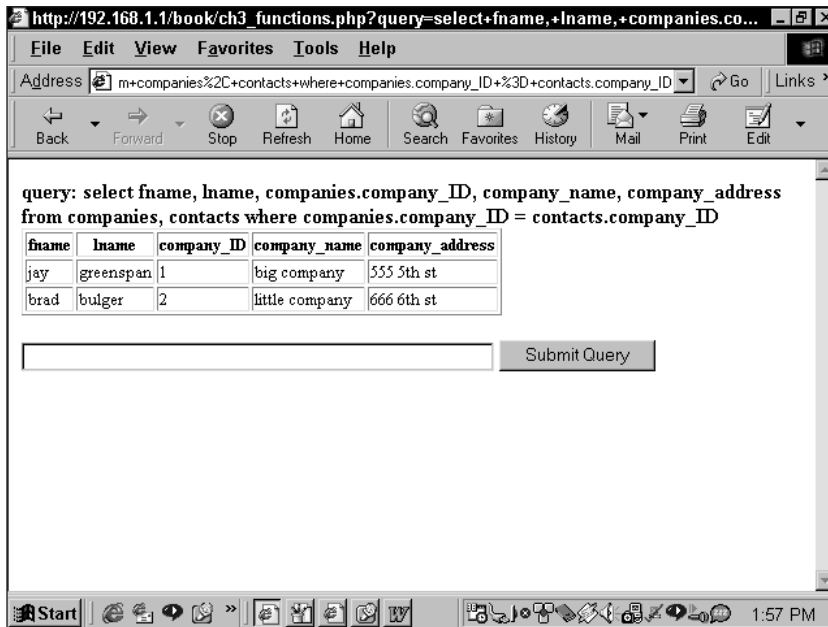 http://192.168.1.1/book/ch3_functions.php?query=select+fname,+lname,+companies.co...
File Edit View Favorites Tools Help
Address m+companies%2C+contacts+where+companies.company_ID+%3D+contacts.company_ID Go Links
Back Forward Stop Refresh Home Search Favorites History Mail Print Edit
query: select fname, lname, companies.company_ID, company_name, company_address
from companies, contacts where companies.company_ID = contacts.company_ID
fname lname company_ID company_name company_address
jay greenspan 1 big company 555 5th st
brad bulger 2 little company 666 6th st
Submit Query
Start 1:57 PM